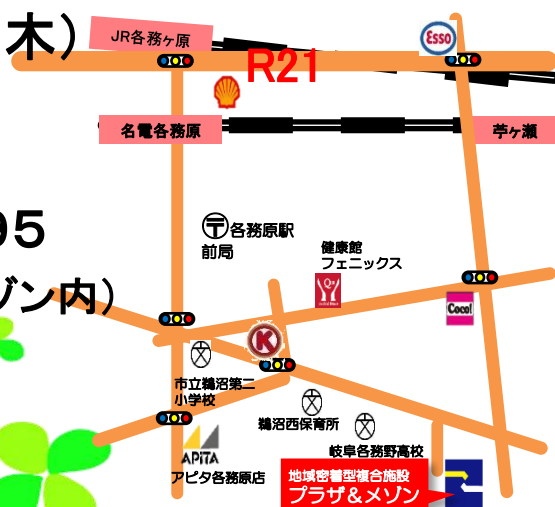 木）
JR各務ヶ原
Esso
R21
名電各務原
苧ヶ瀬
95
〒各務原駅
前局
健康館
フェニックス
Qx
ゾン内）
Coco!
K
市立鵜沼第二
小学校
鵜沼西保育所
岐阜各務野高校
APiTA
アピタ各務原店
地域密着型複合施設
プラザ＆メゾン